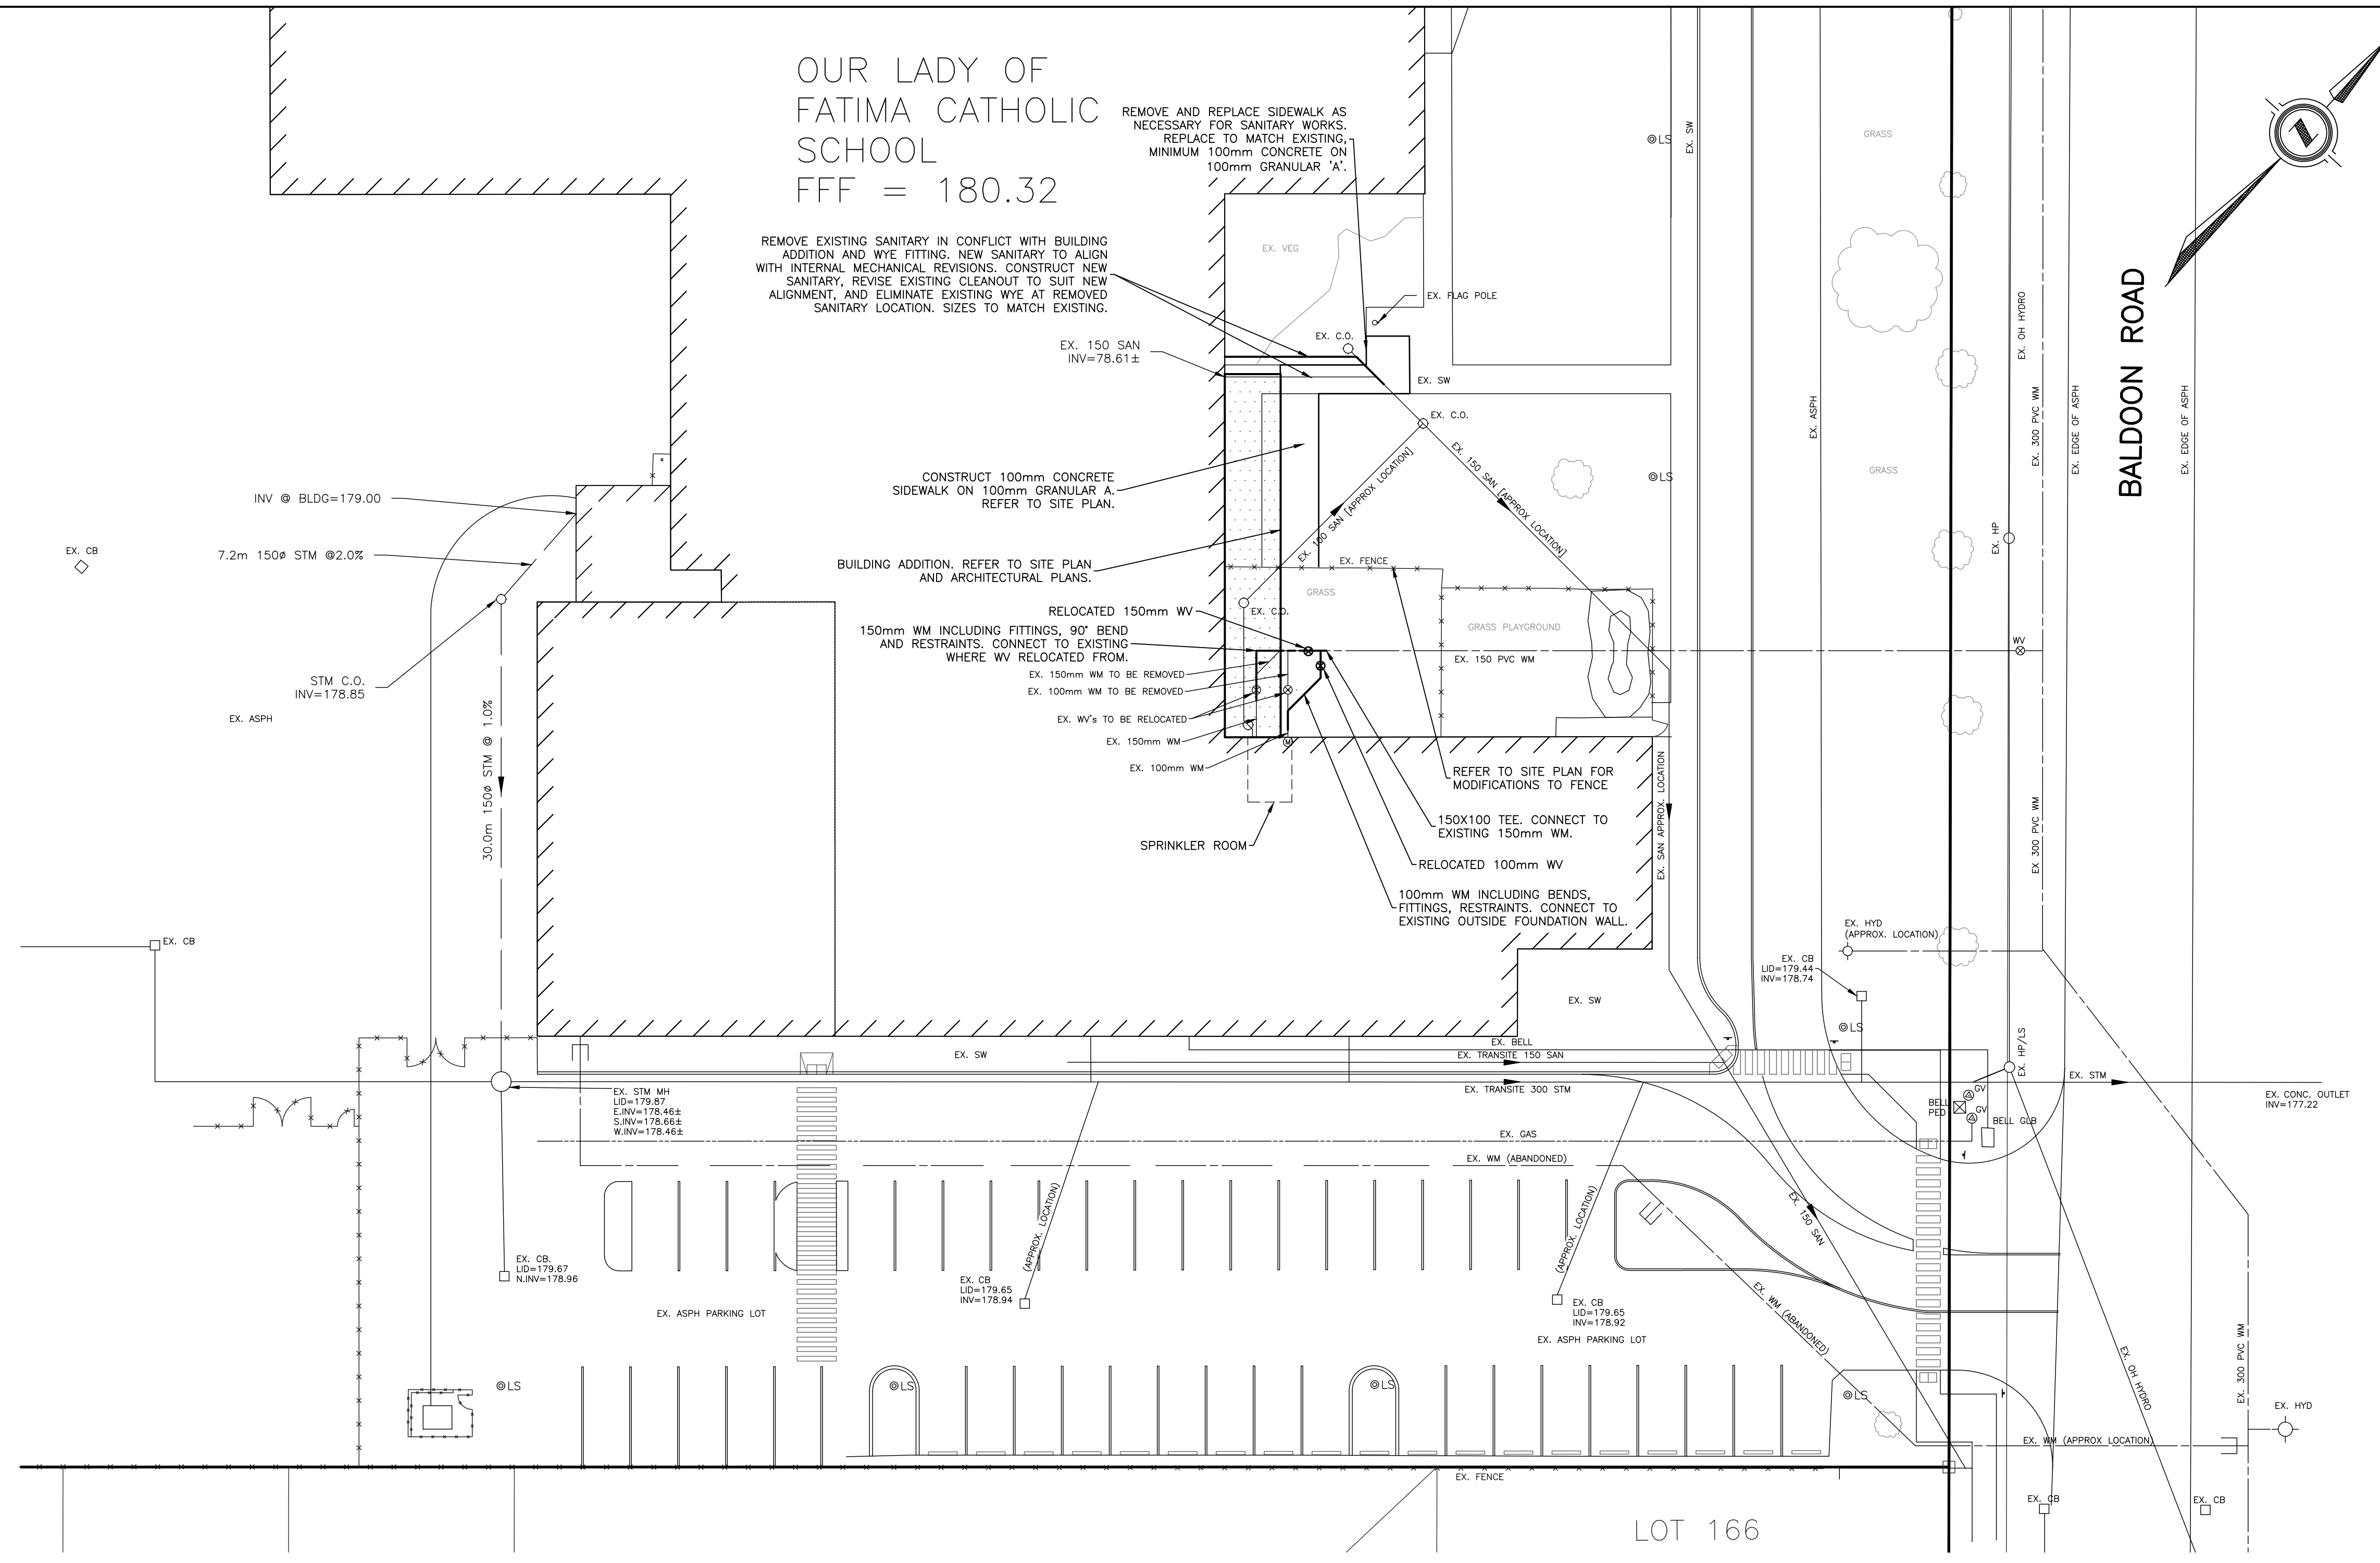 OUR LADY OF
FATIMA CATHOLIC
SCHOOL
FFF = 180.32
REMOVE AND REPLACE SIDEWALK AS
NECESSARY FOR SANITARY WORKS.
REPLACE TO MATCH EXISTING,
MINIMUM 100mm CONCRETE ON
100mm GRANULAR 'A'.
REMOVE EXISTING SANITARY IN CONFLICT WITH BUILDING
ADDITION AND WYE FITTING. NEW SANITARY TO ALIGN
WITH INTERNAL MECHANICAL REVISIONS. CONSTRUCT NEW
SANITARY, REVISE EXISTING CLEANOUT TO SUIT NEW
ALIGNMENT, AND ELIMINATE EXISTING WYE AT REMOVED
SANITARY LOCATION. SIZES TO MATCH EXISTING.
EX. 150 SAN
INV=78.61±
EX. VEG
EX. FLAG POLE
EX. C.O.
EX. SW
EX. C.O.
EX. 150 SAN [APPROX LOCATION]
EX. 100 SAN [APPROX LOCATION]
CONSTRUCT 100mm CONCRETE
SIDEWALK ON 100mm GRANULAR A.
REFER TO SITE PLAN.
BUILDING ADDITION. REFER TO SITE PLAN
AND ARCHITECTURAL PLANS.
EX. FENCE
GRASS
EX. C.O.
GRASS PLAYGROUND
RELOCATED 150mm WV
150mm WM INCLUDING FITTINGS, 90° BEND
AND RESTRAINTS. CONNECT TO EXISTING
WHERE WV RELOCATED FROM.
EX. 150mm WM TO BE REMOVED
EX. 100mm WM TO BE REMOVED
EX. WV's TO BE RELOCATED
EX. 150mm WM
EX. 100mm WM
M
EX. 150 PVC WM
WV
SPRINKLER ROOM
REFER TO SITE PLAN FOR
MODIFICATIONS TO FENCE
150X100 TEE. CONNECT TO
EXISTING 150mm WM.
RELOCATED 100mm WV
100mm WM INCLUDING BENDS,
FITTINGS, RESTRAINTS. CONNECT TO
EXISTING OUTSIDE FOUNDATION WALL.
EX. SAN APPROX. LOCATION
INV @ BLDG=179.00
7.2m 150ø STM @2.0%
STM C.O.
INV=178.85
30.0m 150ø STM @ 1.0%
EX. CB
EX. ASPH
EX. CB
LS
EX. SW
LS
GRASS
GRASS
EX. ASPH
EX. OH HYDRO
EX. 300 PVC WM
EX. EDGE OF ASPH
EX. EDGE OF ASPH
BALDOON ROAD
EX. HP
EX 300 PVC WM
EX. HYD
(APPROX. LOCATION)
EX. CB
LID=179.44
INV=178.74
LS
EX. HP/LS
EX. SW
EX. SW
EX. BELL
EX. TRANSITE 150 SAN
EX. TRANSITE 300 STM
EX. STM
EX. CONC. OUTLET
INV=177.22
EX. STM MH
LID=179.87
E.INV=178.46±
S.INV=178.66±
W.INV=178.46±
BELL
PED
GV
GV
BELL GLB
EX. GAS
EX. WM (ABANDONED)
(APPROX. LOCATION)
(APPROX. LOCATION)
EX. 150 SAN
EX. CB.
LID=179.67
N.INV=178.96
EX. CB
LID=179.65
INV=178.94
EX. CB
LID=179.65
INV=178.92
EX. ASPH PARKING LOT
EX. ASPH PARKING LOT
EX. WM (ABANDONED)
EX. OH HYDRO
EX. 300 PVC WM
LS
LS
LS
LS
EX. HYD
EX. WM (APPROX LOCATION)
EX. FENCE
EX. CB
EX. CB
LOT 166